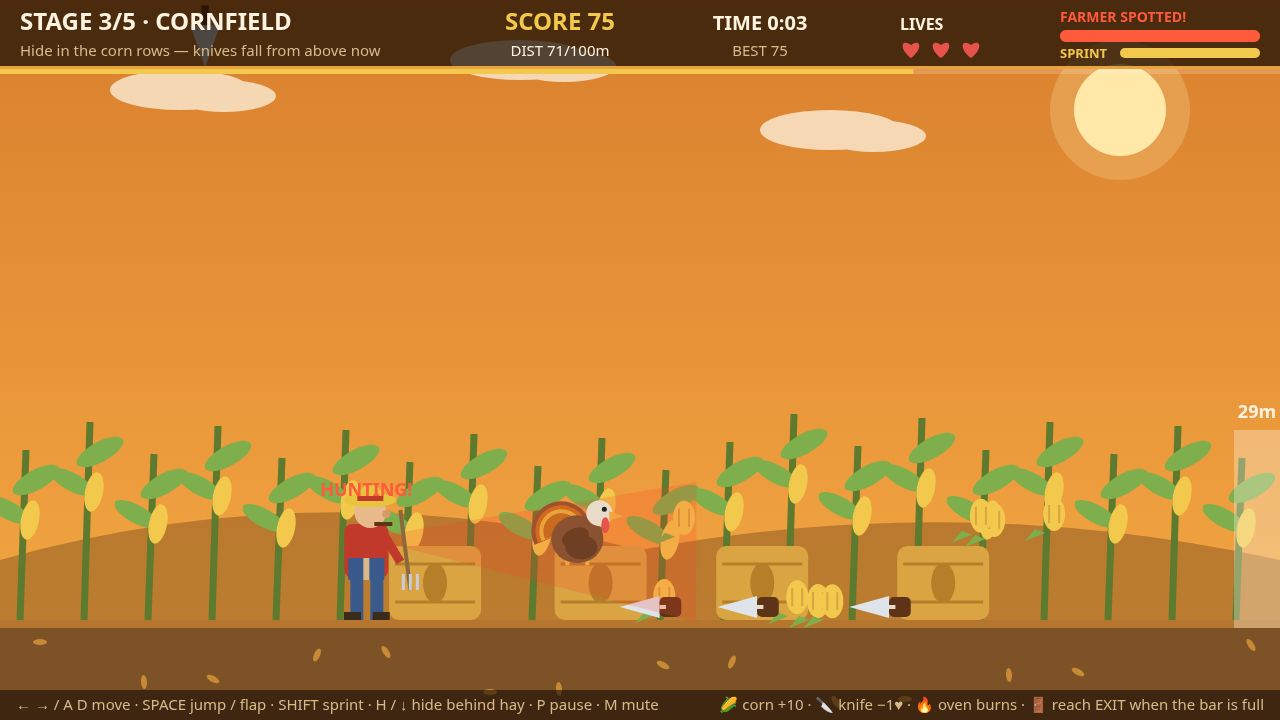 STAGE 3/5 · CORNFIELD
Hide in the corn rows — knives fall from above now
SCORE 75
DIST 71/100m
TIME 0:03
BEST 75
LIVES
FARMER SPOTTED!
SPRINT
29m
HUNTING!
← → / A D move · SPACE jump / flap · SHIFT sprint · H / ↓ hide behind hay · P pause · M mute
🌽 corn +10 · 🔪 knife −1♥ · 🔥 oven burns · 🚪 reach EXIT when the bar is full